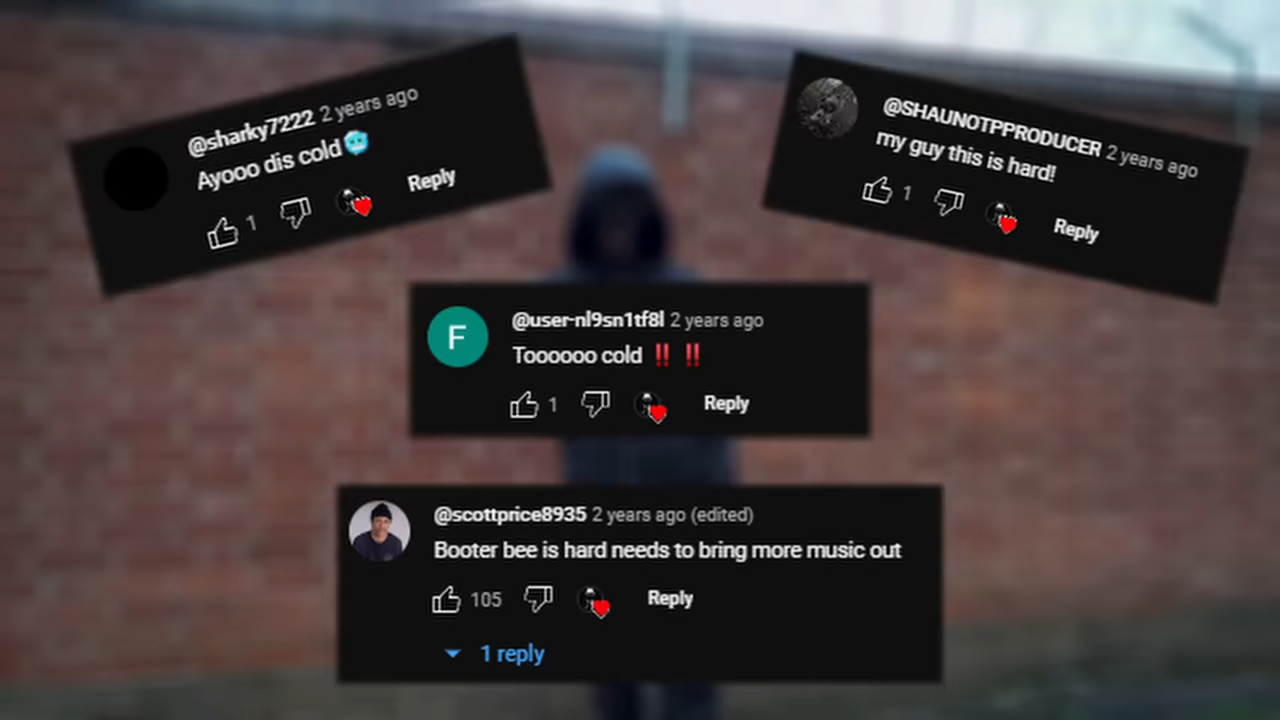 @sharky7222 2 years ago
Ayooo dis cold🥶
1 Reply
@SHAUNOTPPRODUCER 2 years ago
my guy this is hard!
1 Reply
F
@user-nl9sn1tf8l 2 years ago
Toooooo cold ‼️ ‼️
1 Reply
@scottprice8935 2 years ago (edited)
Booter bee is hard needs to bring more music out
105 Reply
1 reply